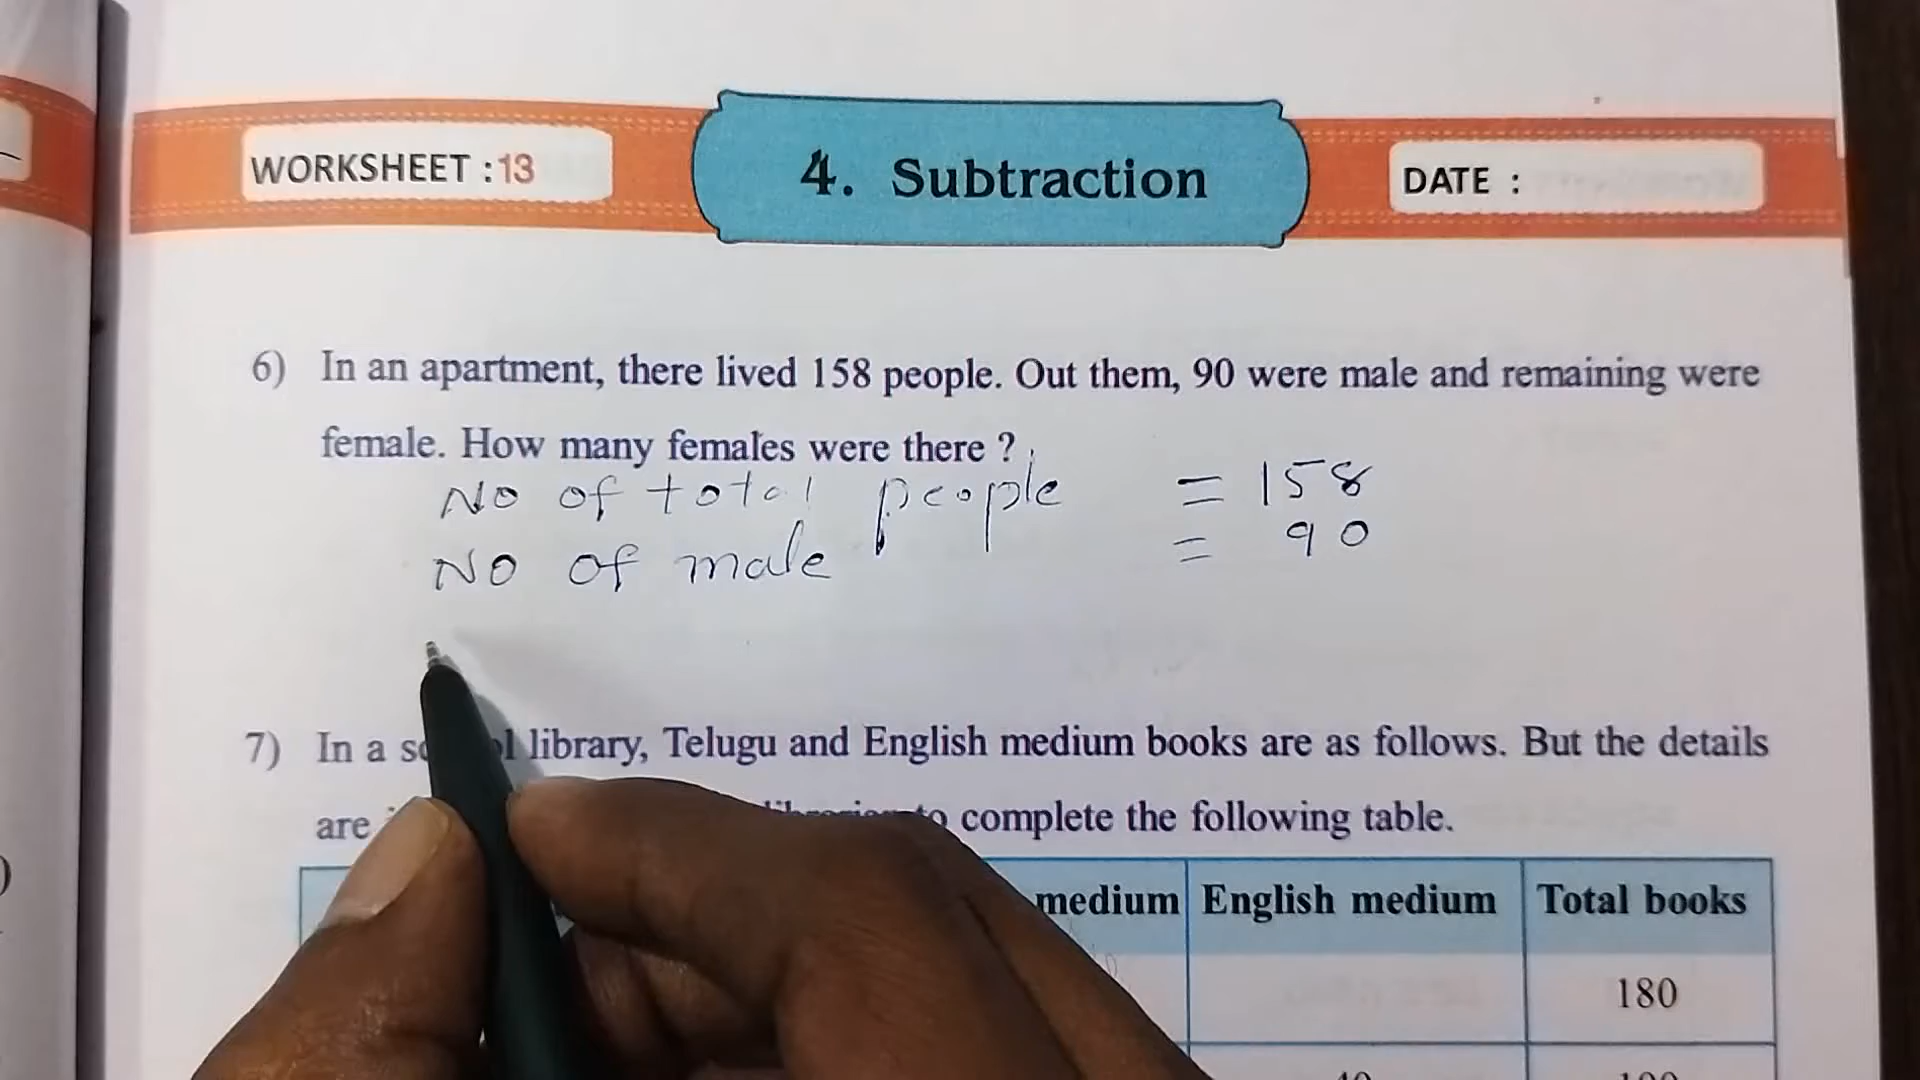 WORKSHEET : 13
4. Subtraction
DATE :
6) In an apartment, there lived 158 people. Out them, 90 were male and remaining were
female. How many females were there ?
No of total people = 158
No of male = 90
7) In a library, Telugu and English medium books are as follows. But the details
are to complete the following table.
medium English medium Total books
180